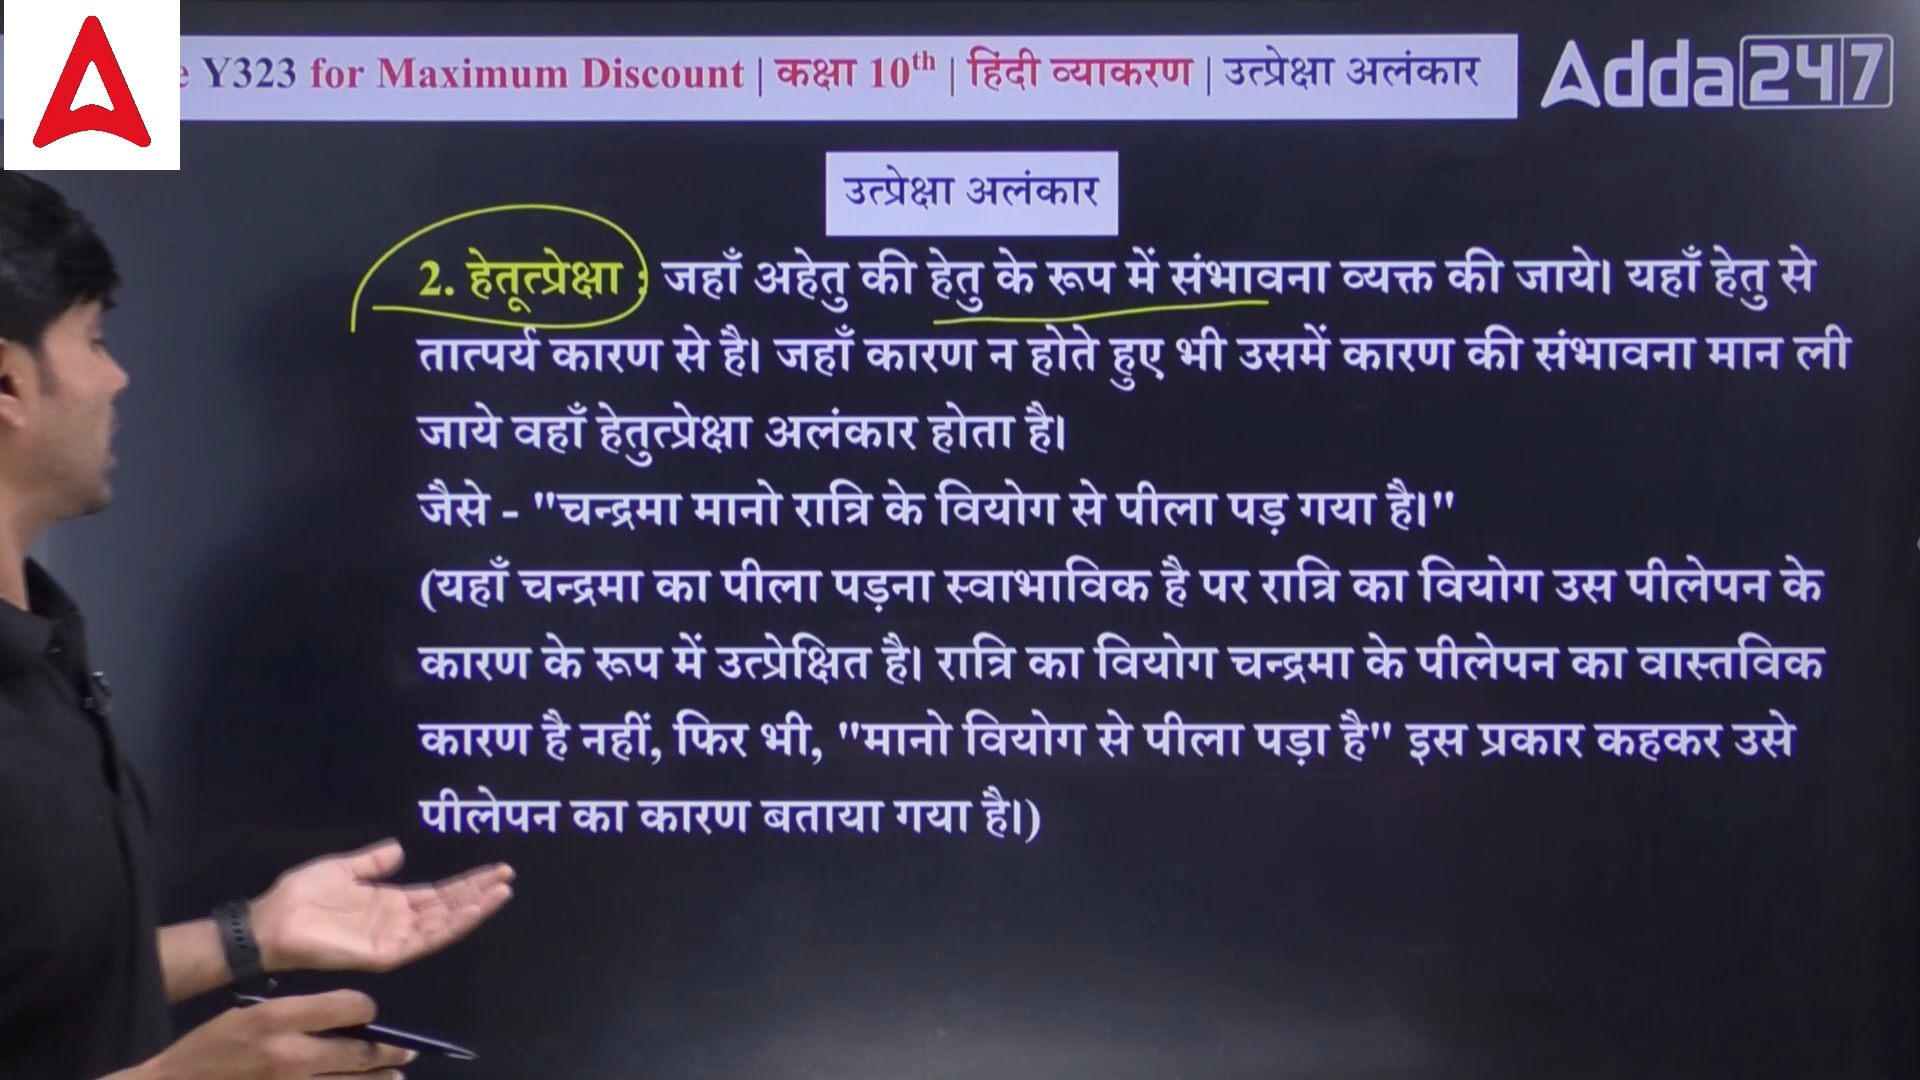 Y323 for Maximum Discount | कक्षा 10th | हिंदी व्याकरण | उत्प्रेक्षा अलंकार
Adda247
उत्प्रेक्षा अलंकार
2. हेतूत्प्रेक्षा : जहाँ अहेतु की हेतु के रूप में संभावना व्यक्त की जाये। यहाँ हेतु से
तात्पर्य कारण से है। जहाँ कारण न होते हुए भी उसमें कारण की संभावना मान ली
जाये वहाँ हेतुत्प्रेक्षा अलंकार होता है।
जैसे - "चन्द्रमा मानो रात्रि के वियोग से पीला पड़ गया है।"
(यहाँ चन्द्रमा का पीला पड़ना स्वाभाविक है पर रात्रि का वियोग उस पीलेपन के
कारण के रूप में उत्प्रेक्षित है। रात्रि का वियोग चन्द्रमा के पीलेपन का वास्तविक
कारण है नहीं, फिर भी, "मानो वियोग से पीला पड़ा है" इस प्रकार कहकर उसे
पीलेपन का कारण बताया गया है।)